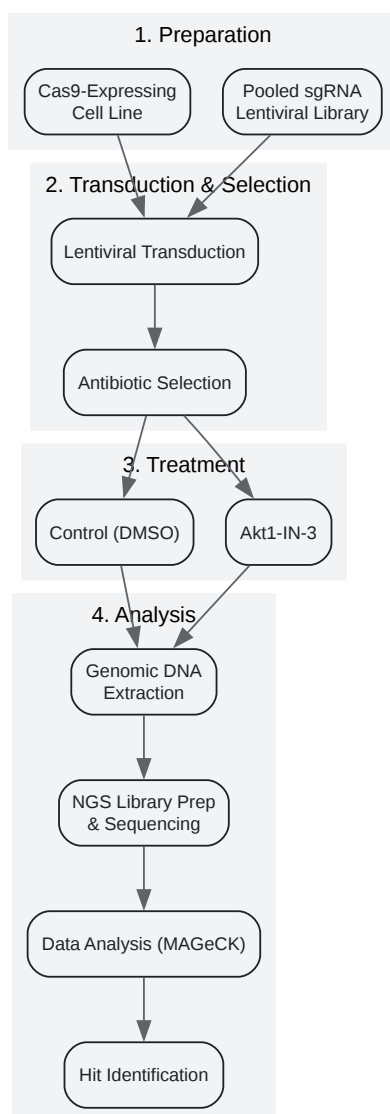 1. Preparation
Cas9-Expressing
Cell Line
Pooled sgRNA
Lentiviral Library
2. Transduction & Selection
Lentiviral Transduction
Antibiotic Selection
3. Treatment
Control (DMSO)
Akt1-IN-3
4. Analysis
Genomic DNA
Extraction
NGS Library Prep
& Sequencing
Data Analysis (MAGeCK)
Hit Identification